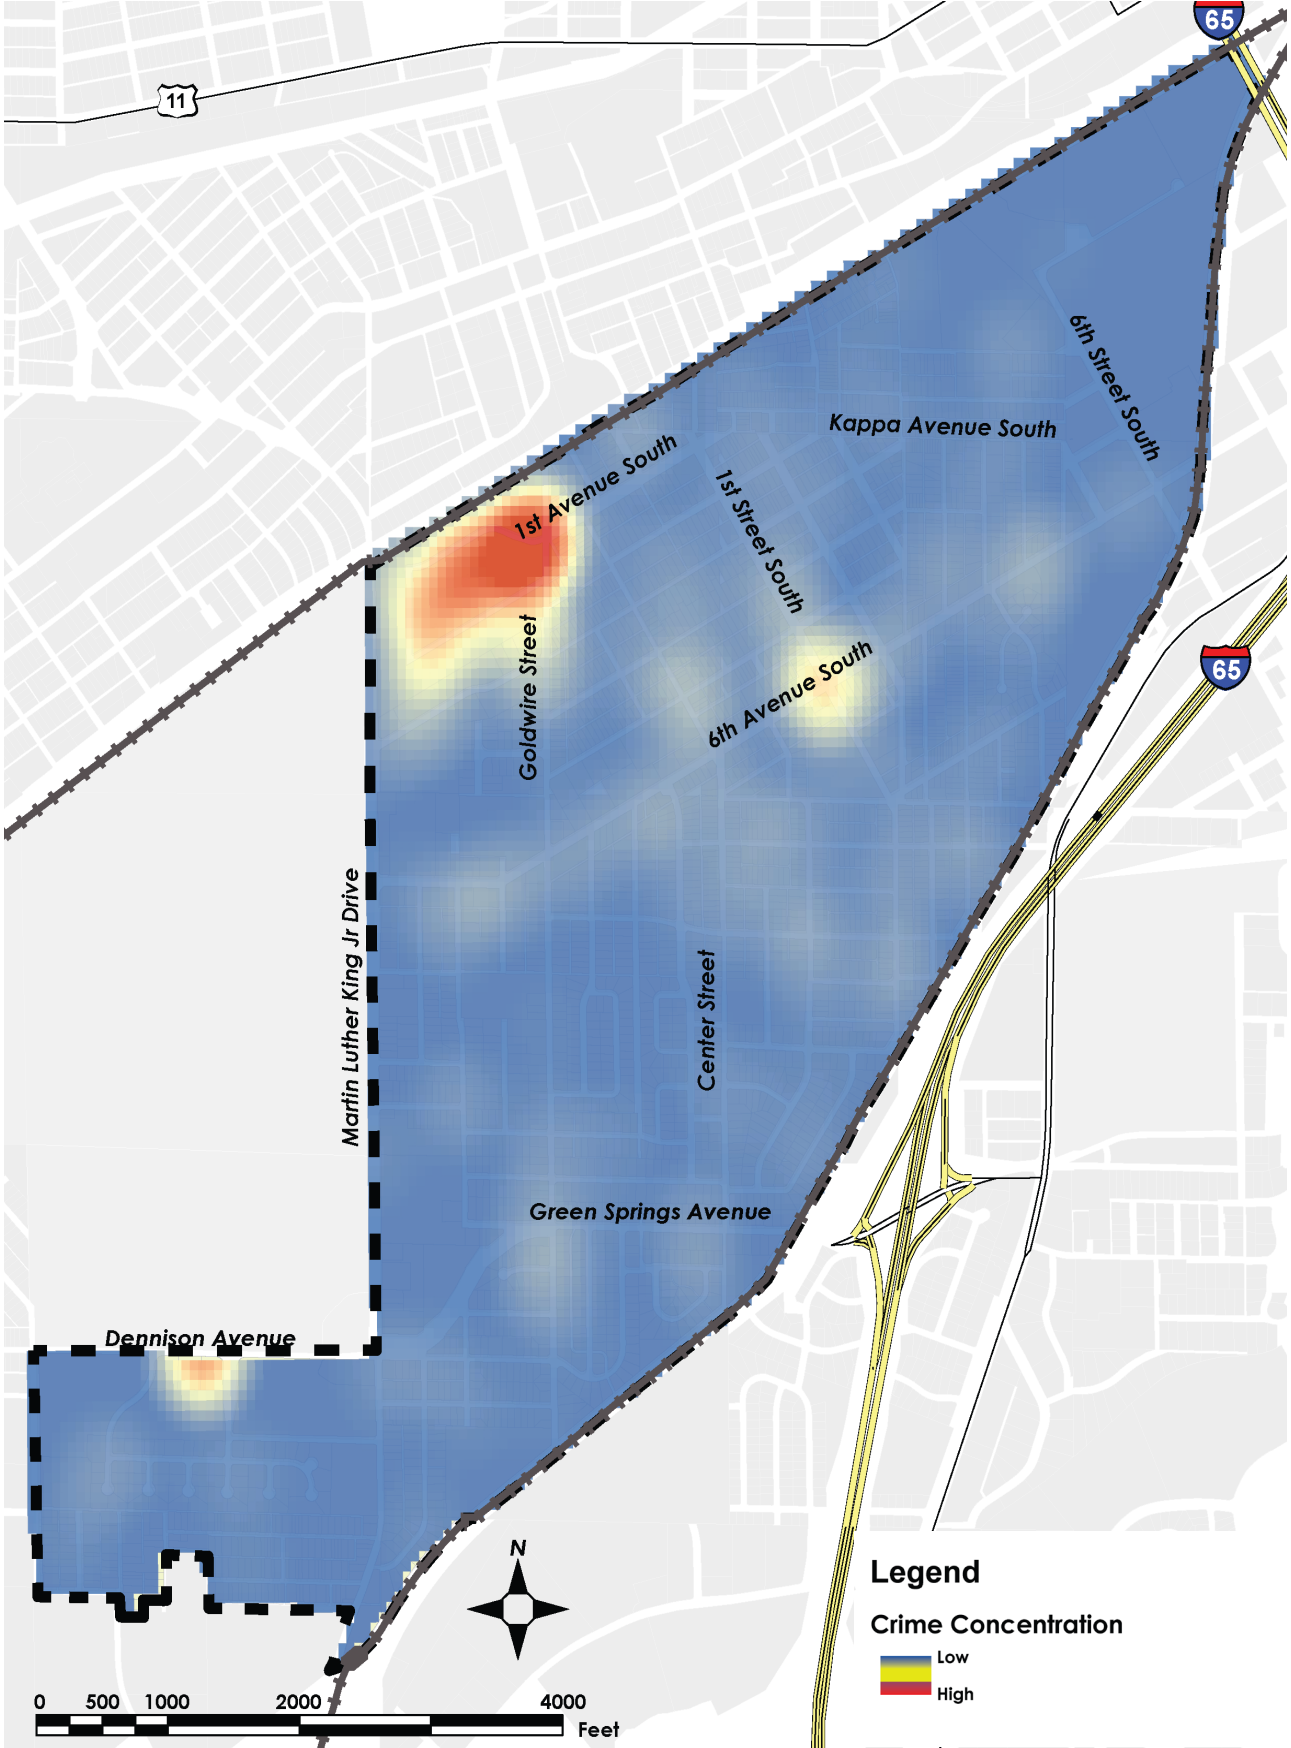 65
11
6th Street South
Kappa Avenue South
1st Avenue South
1st Street South
Goldwire Street
6th Avenue South
65
Martin Luther King Jr Drive
Center Street
Green Springs Avenue
Dennison Avenue
N
Legend
Crime Concentration
Low
High
0 500 1000 2000 4000
Feet